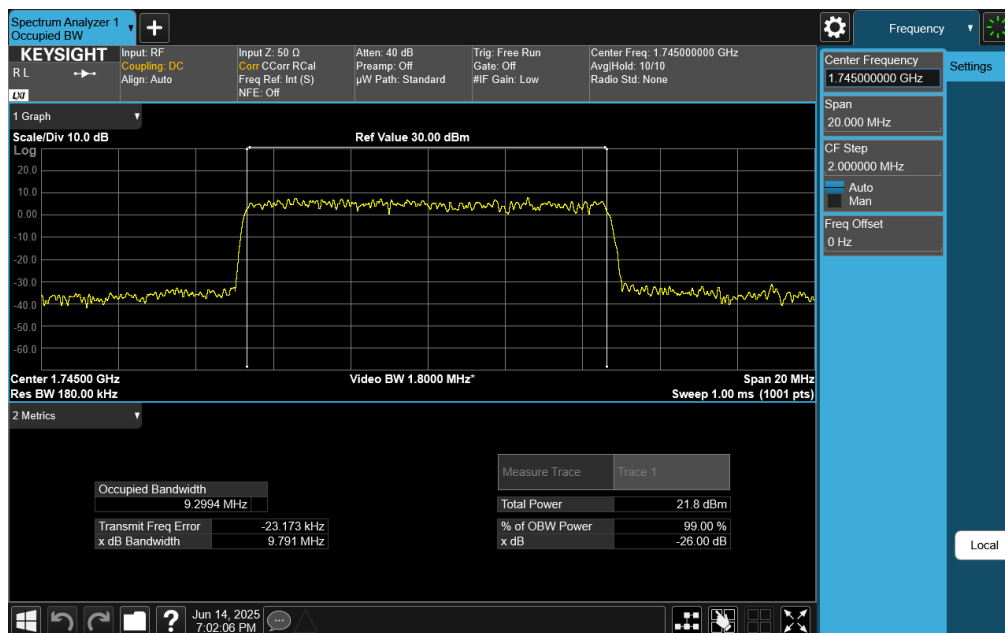 Spectrum Analyzer 1
Occupied BW
Frequency
KEYSIGHT
R L
LXI
Input: RF
Coupling: DC
Align: Auto
Input Z: 50 Ω
Corr CCorr RCal
Freq Ref: Int (S)
NFE: Off
Atten: 40 dB
Preamp: Off
µW Path: Standard
Trig: Free Run
Gate: Off
#IF Gain: Low
Center Freq: 1.745000000 GHz
Avg|Hold: 10/10
Radio Std: None
Center Frequency
1.745000000 GHz
Settings
Span
20.000 MHz
CF Step
2.000000 MHz
Auto
Man
Freq Offset
0 Hz
Local
1 Graph
Scale/Div 10.0 dB
Ref Value 30.00 dBm
Log
20.0
10.0
0.00
-10.0
-20.0
-30.0
-40.0
-50.0
-60.0
Center 1.74500 GHz
Video BW 1.8000 MHz*
Span 20 MHz
Res BW 180.00 kHz
Sweep 1.00 ms (1001 pts)
2 Metrics
Measure Trace
Trace 1
Occupied Bandwidth
9.2994 MHz
Total Power
21.8 dBm
Transmit Freq Error
-23.173 kHz
% of OBW Power
99.00 %
x dB Bandwidth
9.791 MHz
x dB
-26.00 dB
?
Jun 14, 2025
7:02:06 PM